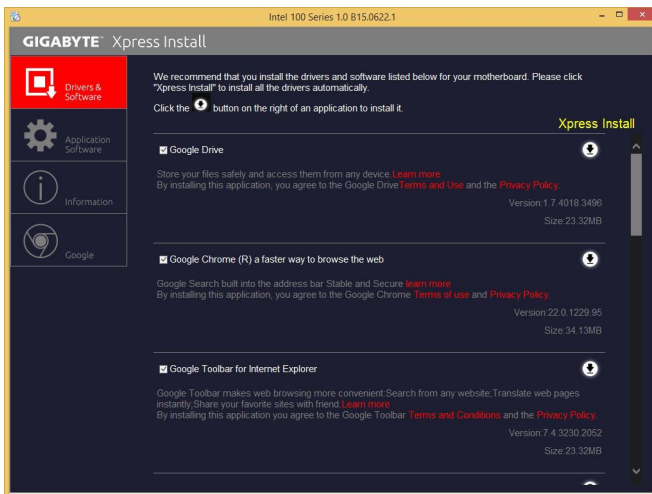 Intel 100 Series 1.0 B15.0622.1
GIGABYTE™ Xpress Install
Drivers &
Software
Application
Software
Information
Google
We recommend that you install the drivers and software listed below for your motherboard. Please click
"Xpress Install" to install all the drivers automatically.
Click the button on the right of an application to install it.
Xpress Install
Google Drive
Store your files safely and access them from any device.Learn more
By installing this application, you agree to the Google DriveTerms and Use and the Privacy Policy.
Version:1.7.4018.3496
Size:23.32MB
Google Chrome (R) a faster way to browse the web
Google Search built into the address bar Stable and Secure learn more
By installing this application, you agree to the Google Chrome Terms of use and Privacy Policy.
Version:22.0.1229.95
Size:34.13MB
Google Toolbar for Internet Explorer
Google Toolbar makes web browsing more convenient:Search from any website;Translate web pages
instantly;Share your favorite sites with friend.Learn more
By installing this application you agree to the Google Toolbar Terms and Conditions and the Privacy Policy.
Version:7.4.3230.2052
Size:23.32MB